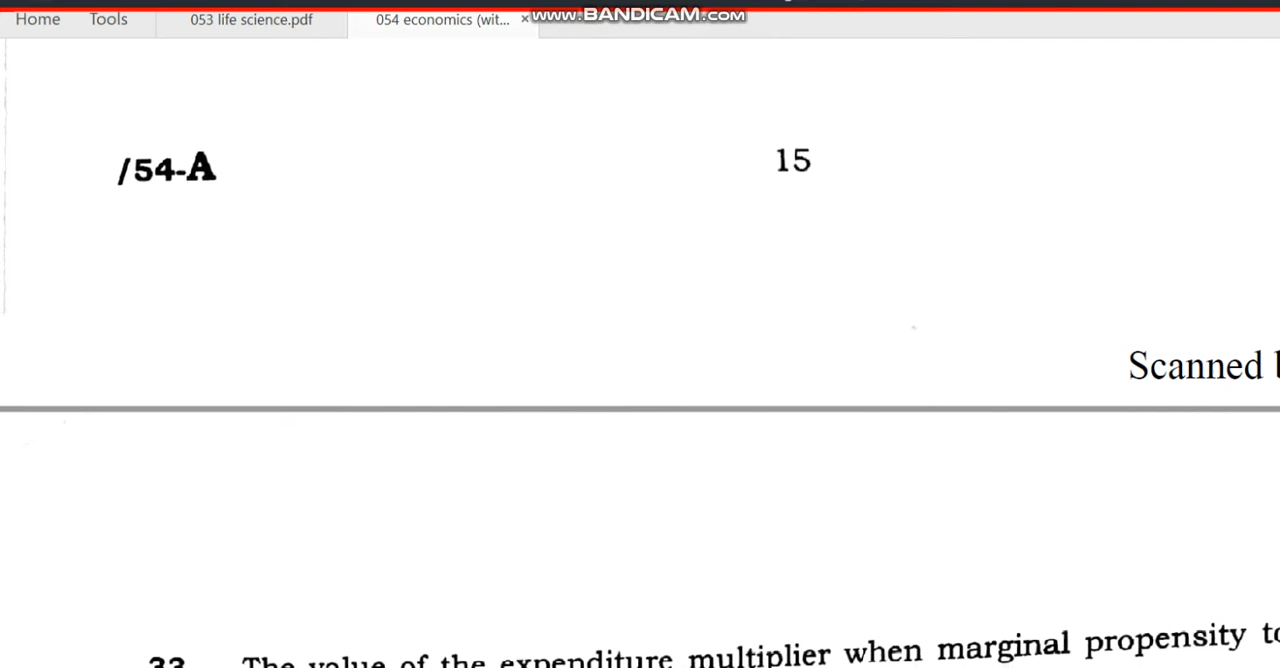 Home Tools 053 life science.pdf 054 economics (wit... ×
www.BANDICAM.com
/54-A 15
Scanned
33 The value of the expenditure multiplier when marginal propensity to